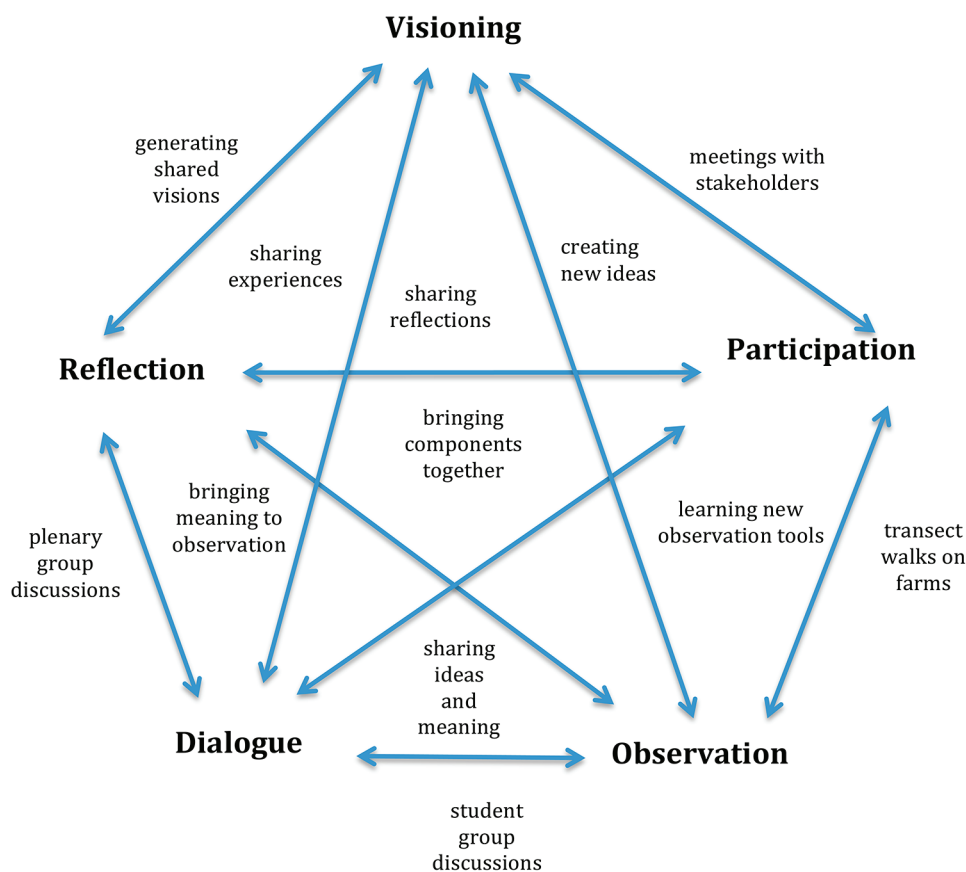 Visioning
generating
shared
visions
meetings with
stakeholders
sharing
experiences
creating
new ideas
sharing
reflections
Reflection
Participation
bringing
components
together
bringing
meaning to
observation
learning new
observation tools
plenary
group
discussions
transect
walks on
farms
sharing
ideas
and
meaning
Dialogue
Observation
student
group
discussions